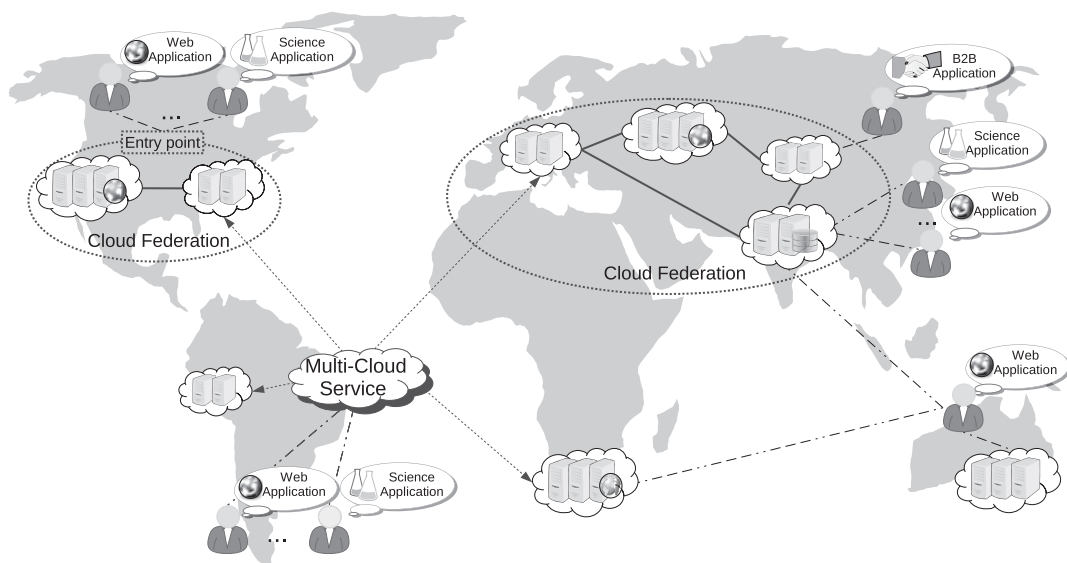 Web
Application
Science
Application
...
Entry point
Cloud Federation
B2B
Application
Science
Application
Web
Application
...
Cloud Federation
Multi-Cloud
Service
Web
Application
Web
Application
Science
Application
...